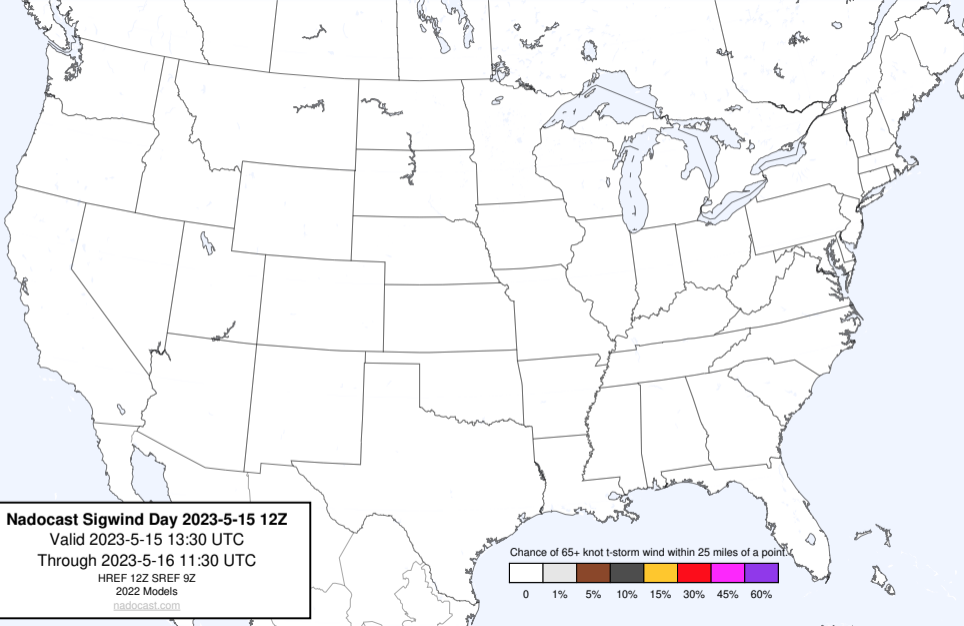 Nadocast Sigwind Day 2023-5-15 12Z
Valid 2023-5-15 13:30 UTC
Through 2023-5-16 11:30 UTC
HREF 12Z SREF 9Z
2022 Models
nadocast.com
Chance of 65+ knot t-storm wind within 25 miles of a point.
0 1% 5% 10% 15% 30% 45% 60%